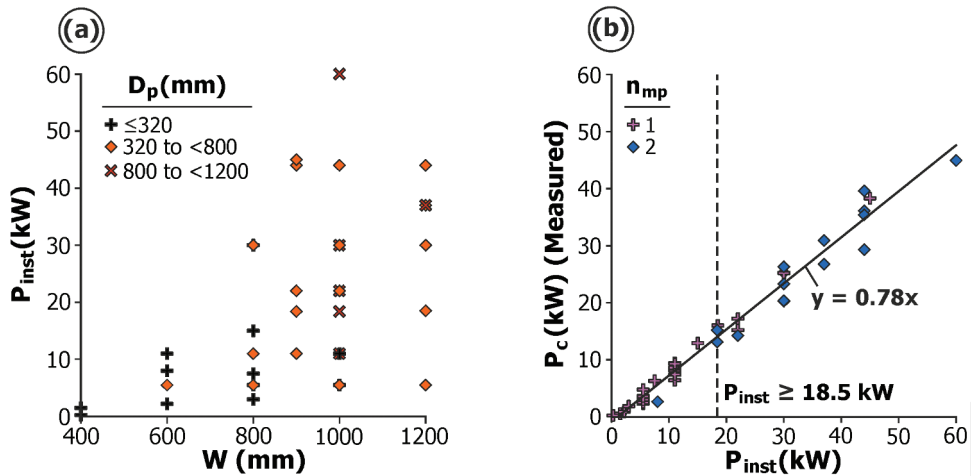 (a)
D_p(mm)
≤320
320 to <800
800 to <1200
P_inst(kW)
60
50
40
30
20
10
0
400 600 800 1000 1200
W (mm)
(b)
n_mp
1
2
P_c(kW) (Measured)
60
50
40
30
20
10
0
y = 0.78x
P_inst ≥ 18.5 kW
0 10 20 30 40 50 60
P_inst(kW)